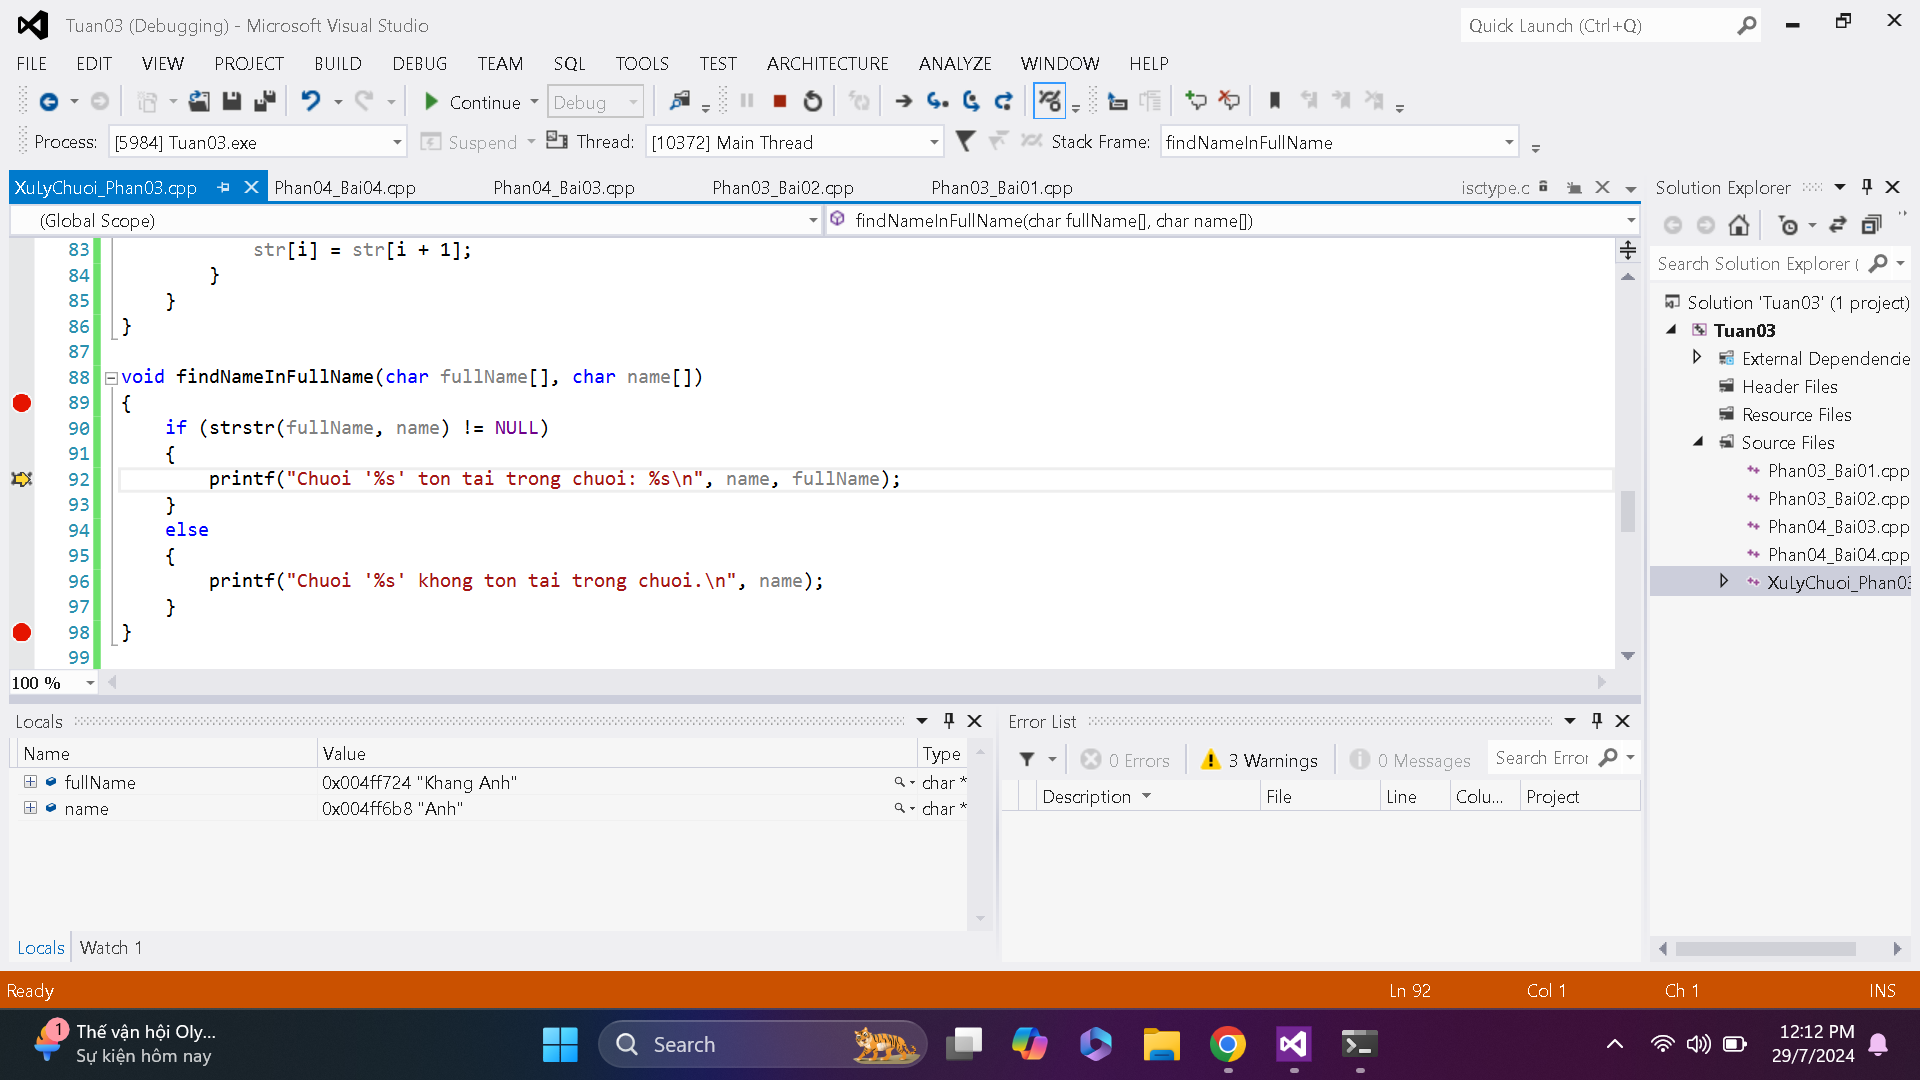 Tuan03 (Debugging) - Microsoft Visual Studio
Quick Launch (Ctrl+Q)
FILE EDIT VIEW PROJECT BUILD DEBUG TEAM SQL TOOLS TEST ARCHITECTURE ANALYZE WINDOW HELP
Continue Debug
Process: [5984] Tuan03.exe Suspend Thread: [10372] Main Thread Stack Frame: findNameInFullName
XuLyChuoi_Phan03.cpp Phan04_Bai04.cpp Phan04_Bai03.cpp Phan03_Bai02.cpp Phan03_Bai01.cpp isctype.c
(Global Scope) findNameInFullName(char fullName[], char name[])
83 str[i] = str[i + 1];
84 }
85 }
86 }
87
88 void findNameInFullName(char fullName[], char name[])
89 {
90 if (strstr(fullName, name) != NULL)
91 {
92 printf("Chuoi '%s' ton tai trong chuoi: %s\n", name, fullName);
93 }
94 else
95 {
96 printf("Chuoi '%s' khong ton tai trong chuoi.\n", name);
97 }
98 }
99
100 %
Solution Explorer
Search Solution Explorer (
Solution 'Tuan03' (1 project)
Tuan03
External Dependencie
Header Files
Resource Files
Source Files
Phan03_Bai01.cpp
Phan03_Bai02.cpp
Phan04_Bai03.cpp
Phan04_Bai04.cpp
XuLyChuoi_Phan03
Locals
Name Value Type
fullName 0x004ff724 "Khang Anh" char *
name 0x004ff6b8 "Anh" char *
Locals Watch 1
Error List
0 Errors 3 Warnings 0 Messages Search Error
Description File Line Colu... Project
Ready Ln 92 Col 1 Ch 1 INS
1 Thế vận hội Oly...
Sự kiện hôm nay
Search
12:12 PM
29/7/2024